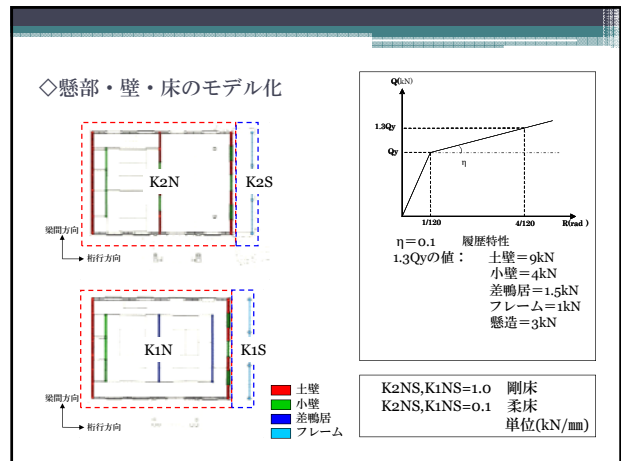 ◇懸部・壁・床のモデル化
K2N
K2S
梁間方向
桁行方向
K1N
K1S
梁間方向
桁行方向
土壁
小壁
差鴨居
フレーム
Q(kN)
1.3Qy
Qy
η
1/120
4/120
R(rad )
η＝0.1 履歴特性
1.3Qyの値： 土壁＝9kN
小壁＝4kN
差鴨居＝1.5kN
フレーム＝1kN
懸造＝3kN
K2NS,K1NS=1.0 剛床
K2NS,K1NS=0.1 柔床
単位(kN/㎜)